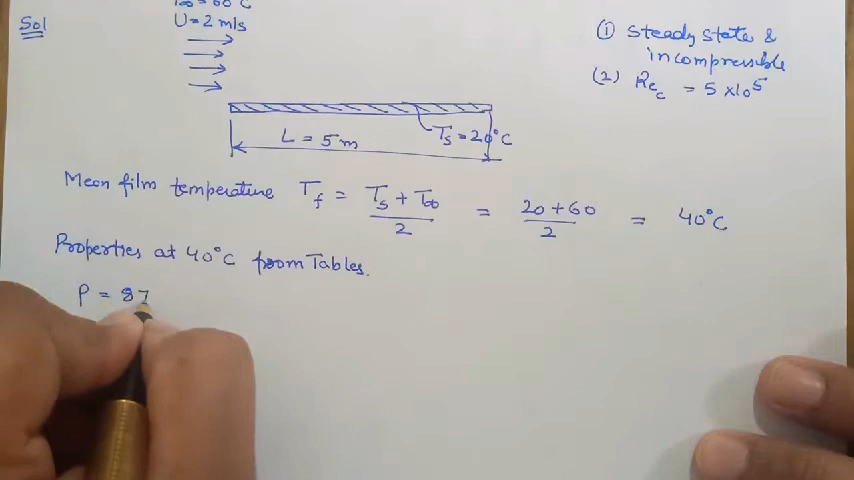 T∞ = 60°C
Sol
U = 2 m/s
(1) Steady state &
incompressible
(2) Re_c = 5 × 10^5
L = 5 m
T_s = 20°C
Mean film temperature T_f = (T_s + T∞)/2 = (20 + 60)/2 = 40°C
Properties at 40°C from Tables.
ρ = 87